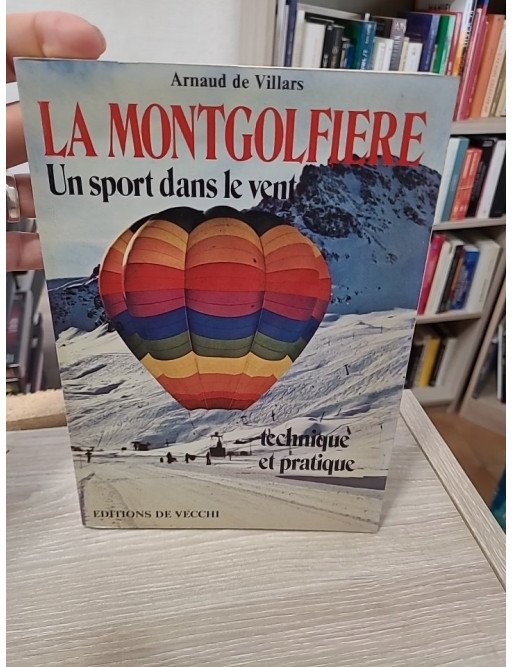 Arnaud de Villars
LA MONTGOLFIERE
Un sport dans le vent
technique
et pratique
EDITIONS DE VECCHI